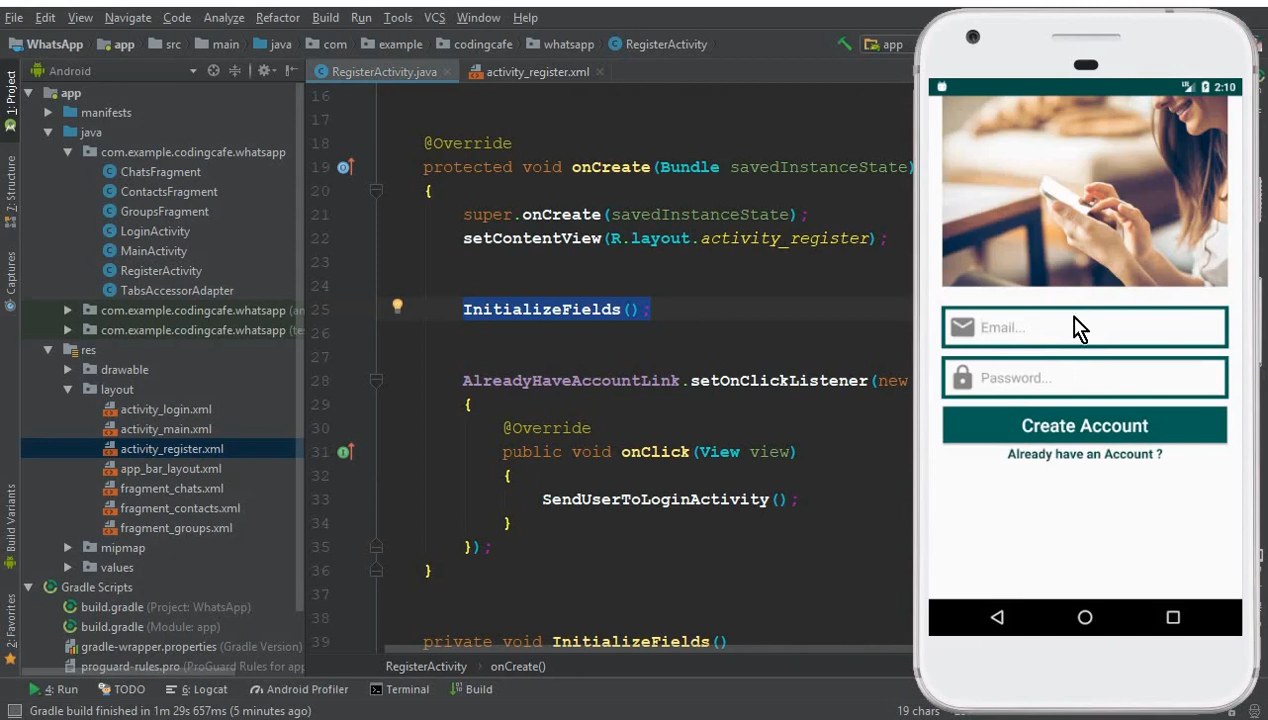 File Edit View Navigate Code Analyze Refactor Build Run Tools VCS Window Help
WhatsApp app src main java com example codingcafe whatsapp RegisterActivity app
1: Project
Z: Structure
Captures
Build Variants
2: Favorites
Android
app
manifests
java
com.example.codingcafe.whatsapp
ChatsFragment
ContactsFragment
GroupsFragment
LoginActivity
MainActivity
RegisterActivity
TabsAccessorAdapter
com.example.codingcafe.whatsapp (an
com.example.codingcafe.whatsapp (te
res
drawable
layout
activity_login.xml
activity_main.xml
activity_register.xml
app_bar_layout.xml
fragment_chats.xml
fragment_contacts.xml
fragment_groups.xml
mipmap
values
Gradle Scripts
build.gradle (Project: WhatsApp)
build.gradle (Module: app)
gradle-wrapper.properties (Gradle Version)
proguard-rules.pro (ProGuard Rules for app
RegisterActivity.java activity_register.xml
16
17
18 @Override
19 protected void onCreate(Bundle savedInstanceState)
20 {
21 super.onCreate(savedInstanceState);
22 setContentView(R.layout.activity_register);
23
24
25 InitializeFields();
26
27
28 AlreadyHaveAccountLink.setOnClickListener(new
29 {
30 @Override
31 public void onClick(View view)
32 {
33 SendUserToLoginActivity();
34 }
35 });
36 }
37
38
39 private void InitializeFields()
RegisterActivity onCreate()
4: Run TODO 6: Logcat Android Profiler Terminal Build
Gradle build finished in 1m 29s 657ms (5 minutes ago) 19 chars
LTE 2:10
Email...
Password...
Create Account
Already have an Account ?